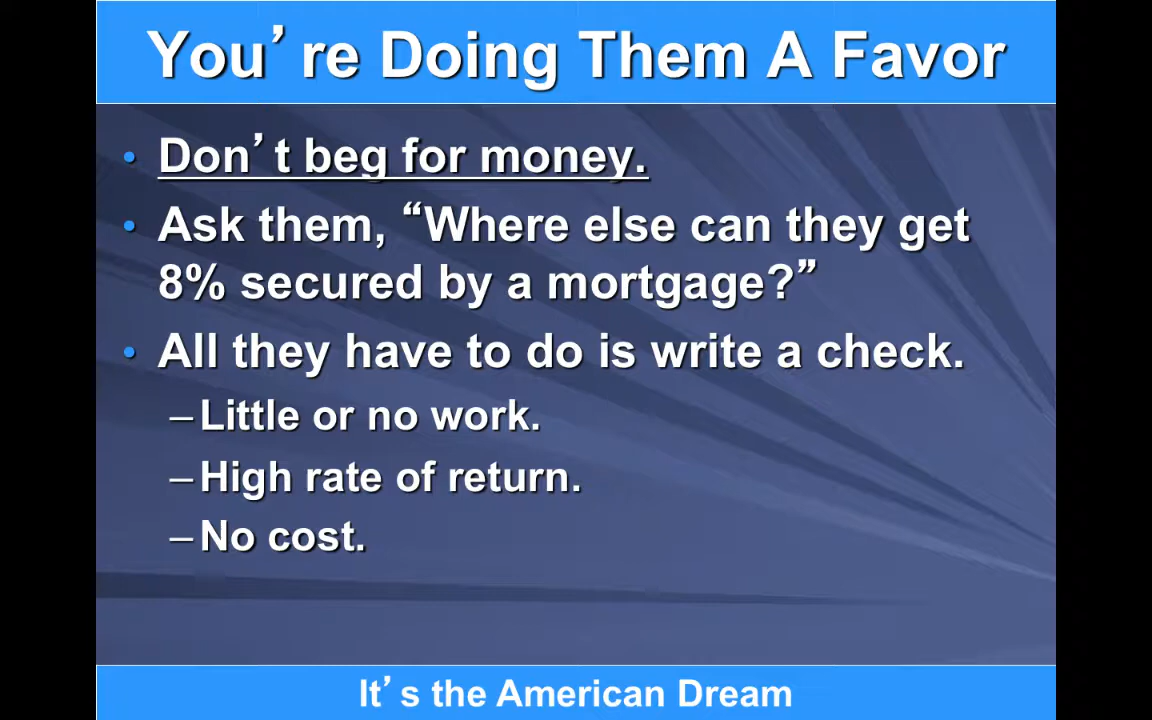 You’re Doing Them A Favor
• Don’t beg for money.
• Ask them, “Where else can they get
8% secured by a mortgage?”
• All they have to do is write a check.
–Little or no work.
–High rate of return.
–No cost.
It’s the American Dream